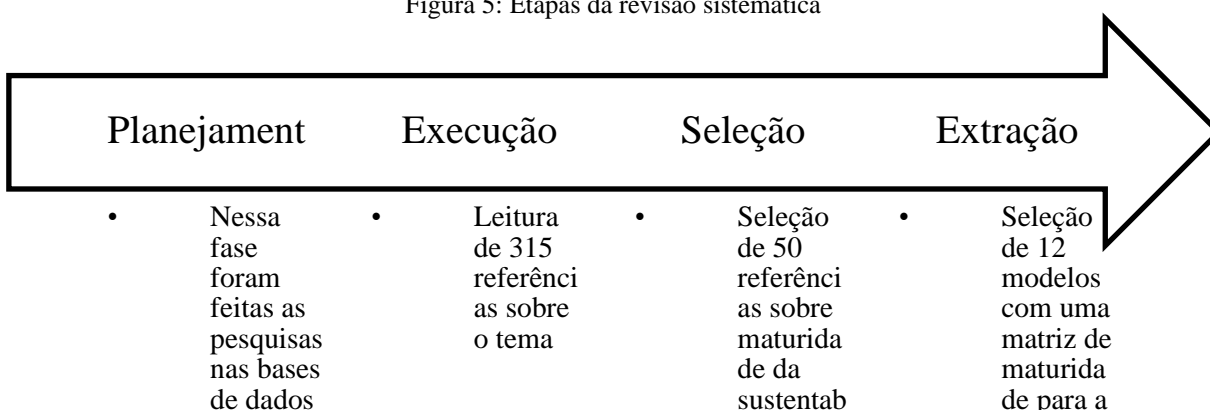 Figura 5: Etapas da revisão sistemática
Planejament
Execução
Seleção
Extração
• Nessa
fase
foram
feitas as
pesquisas
nas bases
de dados
• Leitura
de 315
referênci
as sobre
o tema
• Seleção
de 50
referênci
as sobre
maturida
de da
sustentab
• Seleção
de 12
modelos
com uma
matriz de
maturida
de para a